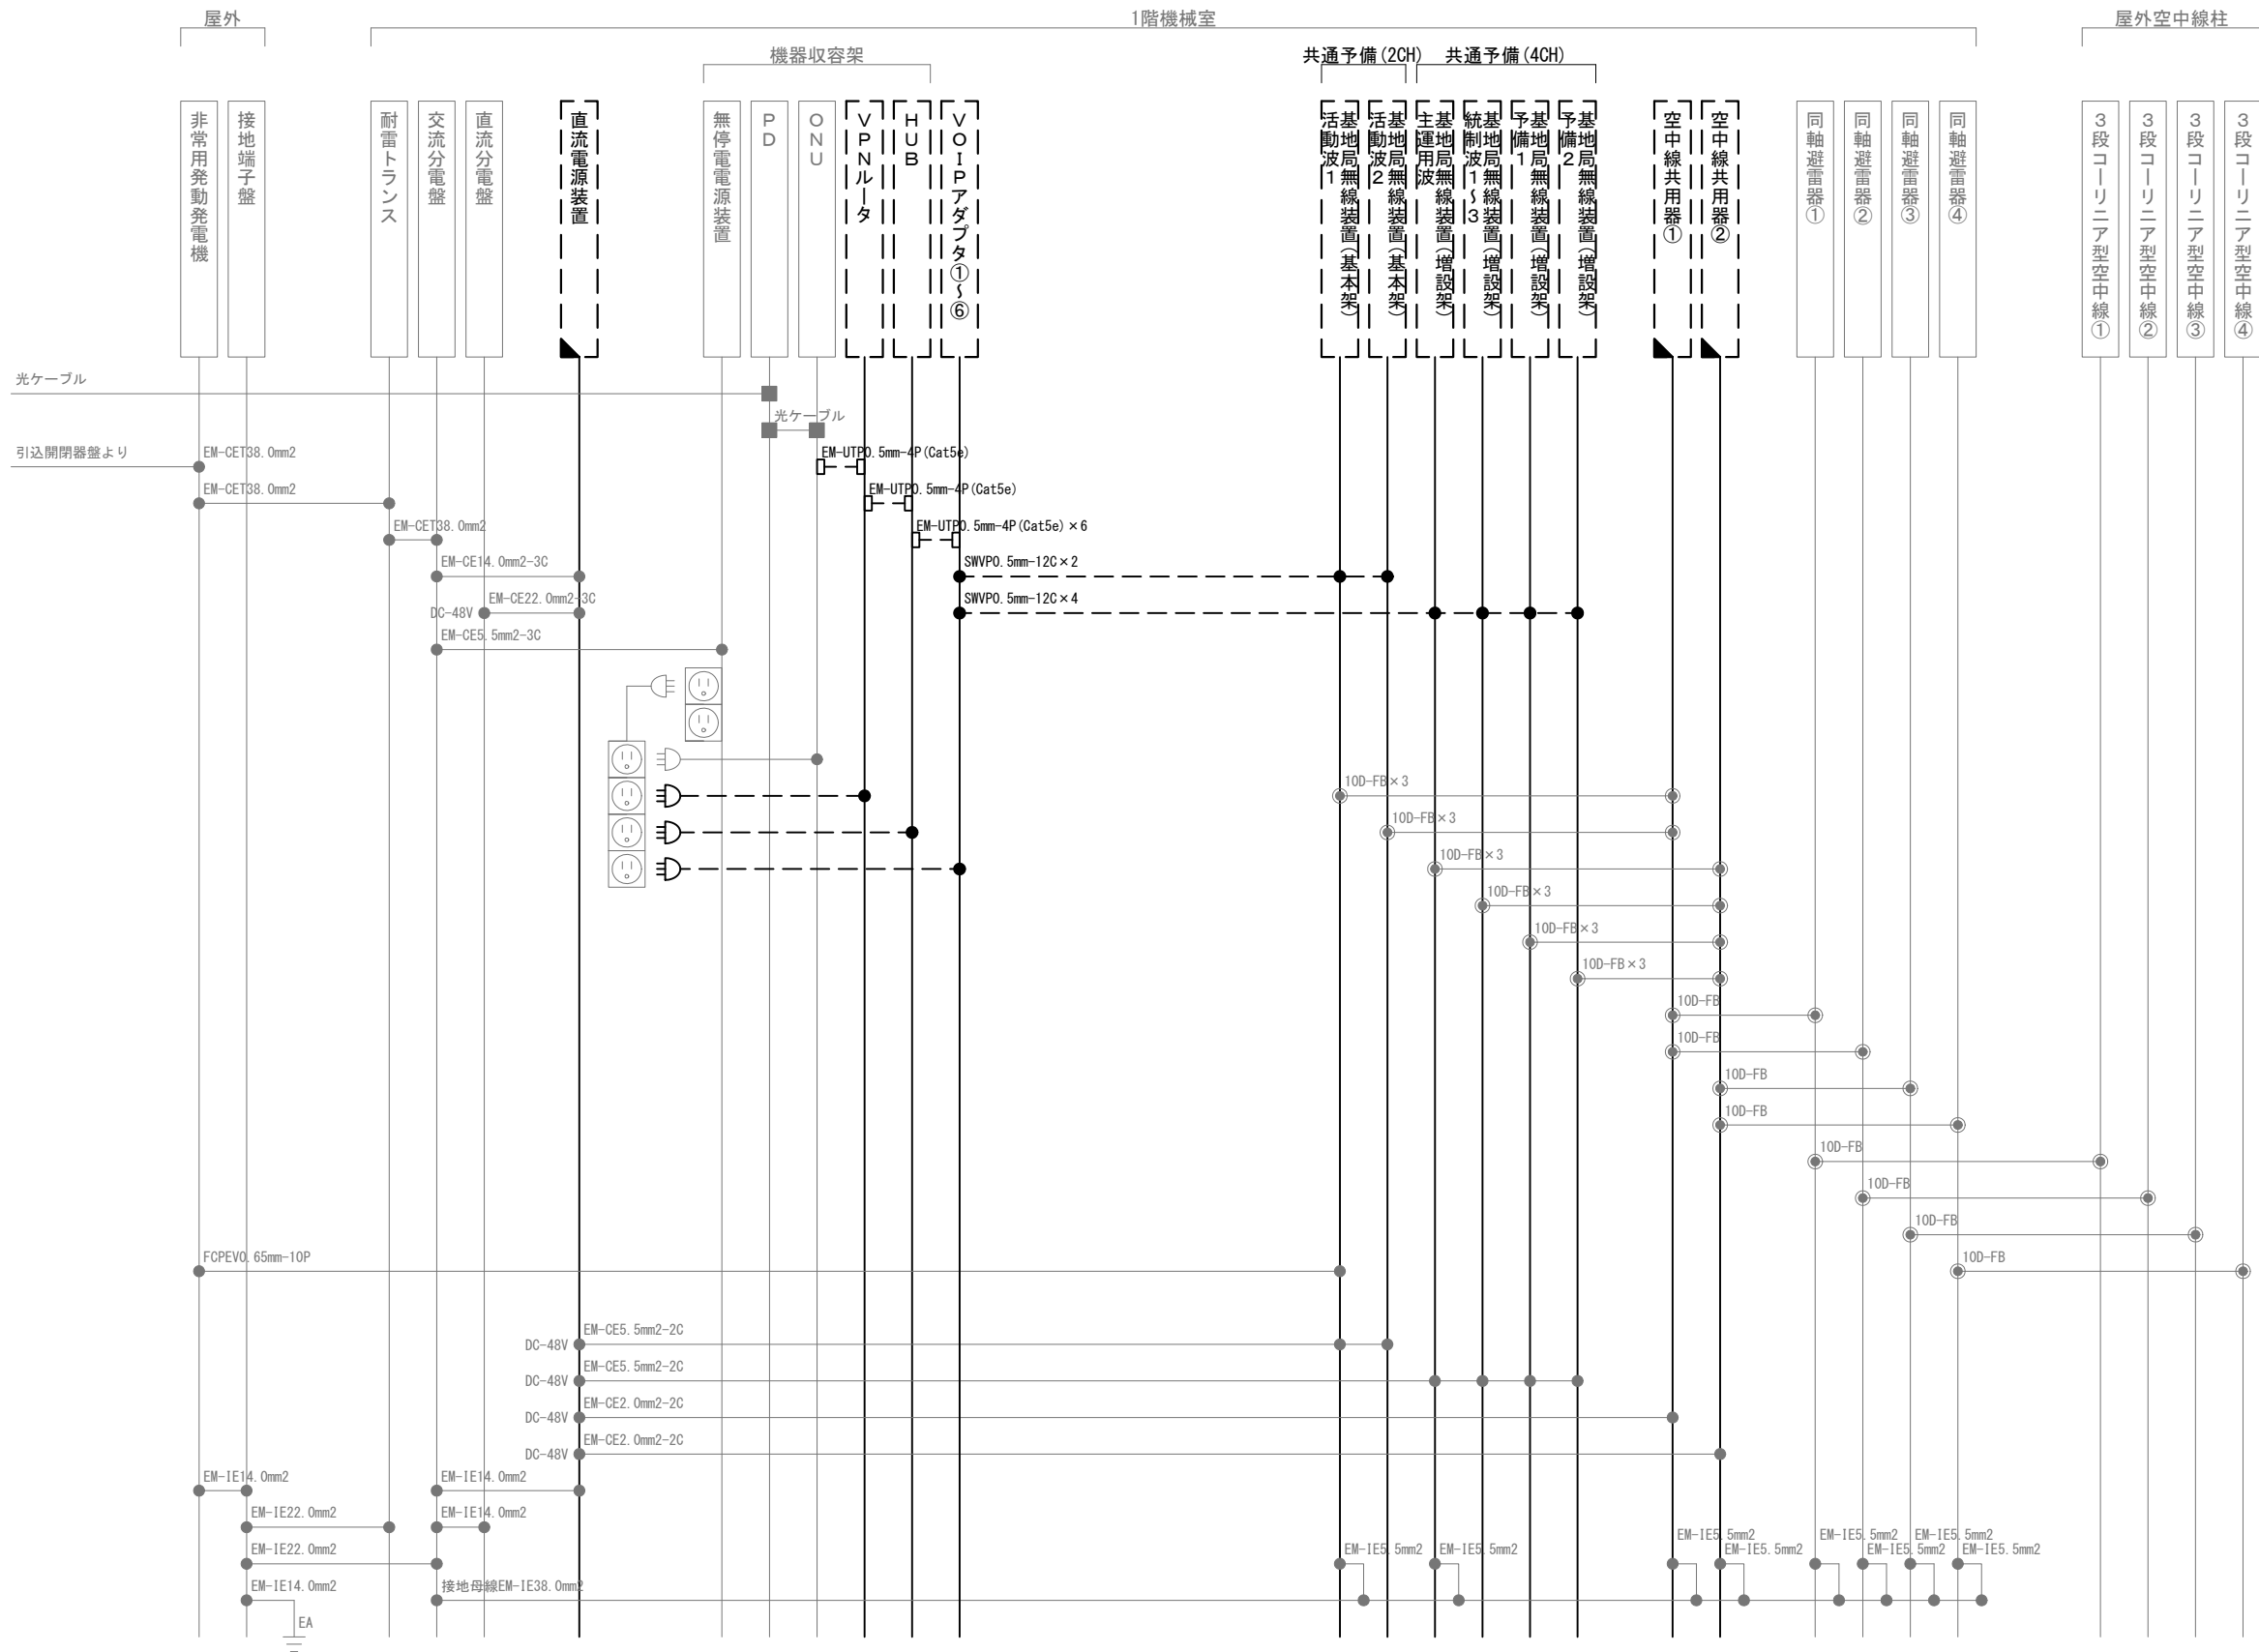 屋外
1階機械室
屋外空中線柱
機器収容架
共通予備(2CH)
共通予備(4CH)
非常用発動発電機
接地端子盤
耐雷トランス
交流分電盤
直流分電盤
直流電源装置
無停電電源装置
PD
ONU
VPNルータ
HUB
VOIPアダプタ①～⑥
基地局無線装置(基本架)
活動波1
基地局無線装置(基本架)
活動波2
基地局無線装置(増設架)
主運用波
基地局無線装置(増設架)
統制波1～3
基地局無線装置(増設架)
予備1
基地局無線装置(増設架)
予備2
空中線共用器①
空中線共用器②
同軸避雷器①
同軸避雷器②
同軸避雷器③
同軸避雷器④
3段コーリニア型空中線①
3段コーリニア型空中線②
3段コーリニア型空中線③
3段コーリニア型空中線④
光ケーブル
光ケーブル
引込開閉器盤より
EM-CET38.0mm2
EM-UTP0.5mm-4P(Cat5e)
EM-CET38.0mm2
EM-UTP0.5mm-4P(Cat5e)
EM-CET38.0mm2
EM-UTP0.5mm-4P(Cat5e)×6
EM-CE14.0mm2-3C
SWVP0.5mm-12C×2
DC-48V
EM-CE22.0mm2-3C
SWVP0.5mm-12C×4
EM-CE5.5mm2-3C
10D-FB×3
10D-FB×3
10D-FB×3
10D-FB×3
10D-FB×3
10D-FB×3
10D-FB
10D-FB
10D-FB
10D-FB
10D-FB
10D-FB
10D-FB
FCPEV0.65mm-10P
10D-FB
DC-48V
EM-CE5.5mm2-2C
DC-48V
EM-CE5.5mm2-2C
DC-48V
EM-CE2.0mm2-2C
DC-48V
EM-CE2.0mm2-2C
EM-IE14.0mm2
EM-IE14.0mm2
EM-IE22.0mm2
EM-IE14.0mm2
EM-IE22.0mm2
EM-IE5.5mm2
EM-IE5.5mm2
EM-IE5.5mm2
EM-IE5.5mm2
EM-IE5.5mm2
EM-IE5.5mm2
EM-IE5.5mm2
EM-IE5.5mm2
EM-IE14.0mm2
接地母線EM-IE38.0mm2
EA